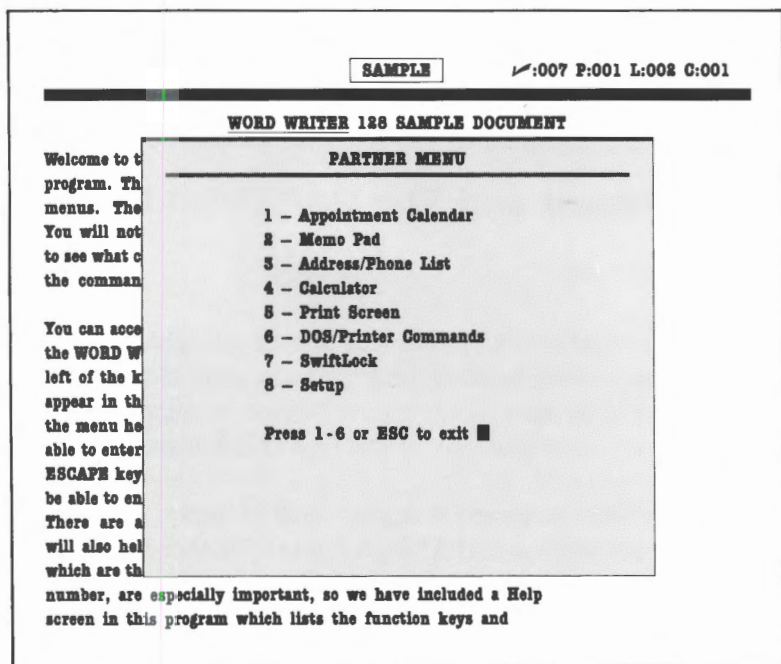 SAMPLE ✓:007 P:001 L:002 C:001
WORD WRITER 128 SAMPLE DOCUMENT
Welcome to t
program. Th
menus. The
You will not
to see what c
the comman
You can acce
the WORD W
left of the k
appear in th
the menu he
able to enter
ESCAPE key
be able to en
There are a
will also hel
which are th
number, are especially important, so we have included a Help
screen in this program which lists the function keys and
PARTNER MENU
1 – Appointment Calendar
2 – Memo Pad
3 – Address/Phone List
4 – Calculator
5 – Print Screen
6 – DOS/Printer Commands
7 – SwiftLock
8 – Setup
Press 1-6 or ESC to exit